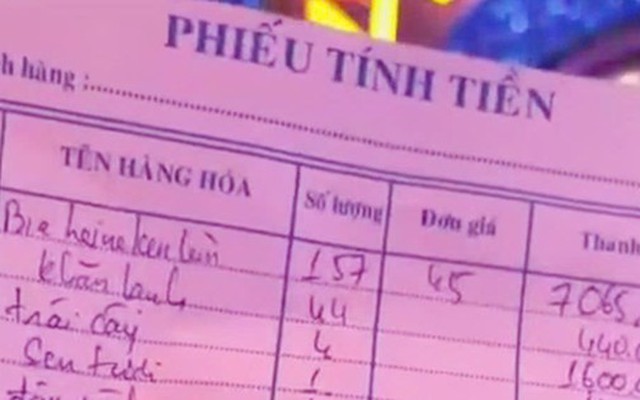 PHIẾU TÍNH TIỀN
h hàng :
TÊN HÀNG HÓA Số lượng Đơn giá Thanh
Bia heineken lùn 157 45 7065
khăn lạnh 44 440.
trái cây 4 1600.
Sen tươi 1